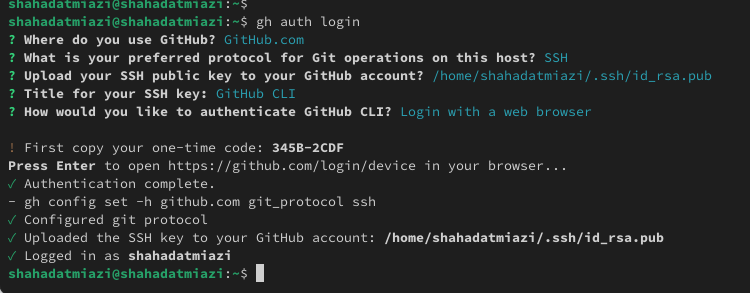 shahadatmiazi@shahadatmiazi:~$
shahadatmiazi@shahadatmiazi:~$ gh auth login
? Where do you use GitHub? GitHub.com
? What is your preferred protocol for Git operations on this host? SSH
? Upload your SSH public key to your GitHub account? /home/shahadatmiazi/.ssh/id_rsa.pub
? Title for your SSH key: GitHub CLI
? How would you like to authenticate GitHub CLI? Login with a web browser
! First copy your one-time code: 345B-2CDF
Press Enter to open https://github.com/login/device in your browser...
✓ Authentication complete.
- gh config set -h github.com git_protocol ssh
✓ Configured git protocol
✓ Uploaded the SSH key to your GitHub account: /home/shahadatmiazi/.ssh/id_rsa.pub
✓ Logged in as shahadatmiazi
shahadatmiazi@shahadatmiazi:~$